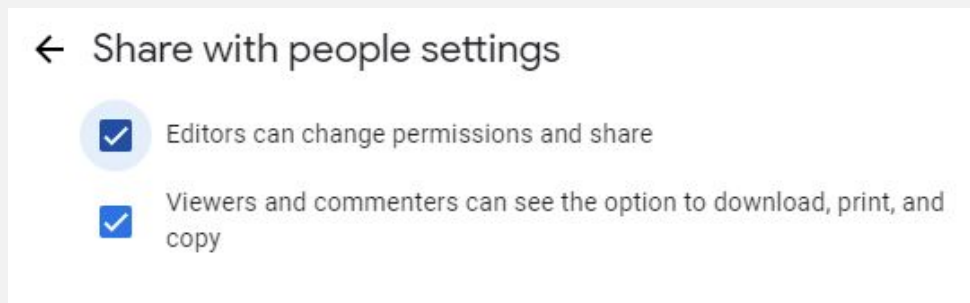 Share with people settings
Editors can change permissions and share
Viewers and commenters can see the option to download, print, and
copy